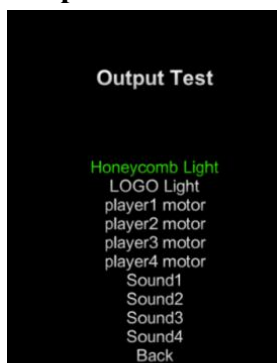 Output Test
Honeycomb Light
LOGO Light
player1 motor
player2 motor
player3 motor
player4 motor
Sound1
Sound2
Sound3
Sound4
Back